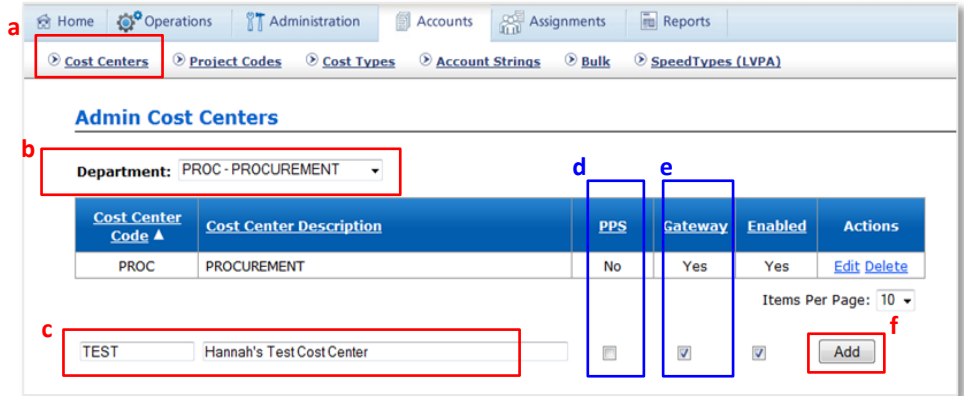 Home Operations Administration Accounts Assignments Reports
a
Cost Centers Project Codes Cost Types Account Strings Bulk SpeedTypes (LVPA)
Admin Cost Centers
b
Department: PROC - PROCUREMENT
d e
Cost Center Code ▲ Cost Center Description PPS Gateway Enabled Actions
PROC PROCUREMENT No Yes Yes Edit Delete
Items Per Page: 10
c f
TEST Hannah's Test Cost Center Add